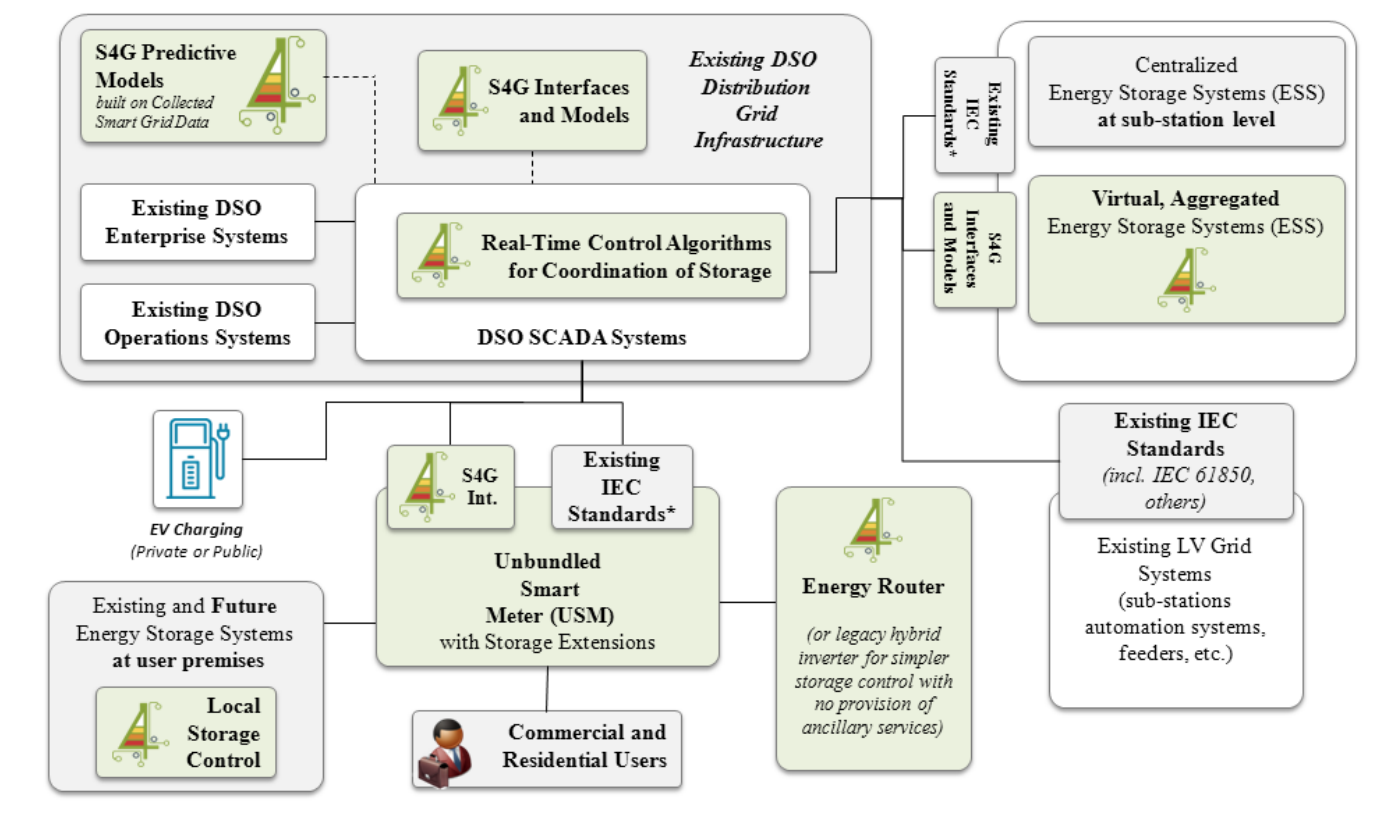 S4G Predictive
Models
built on Collected
Smart Grid Data
S4G Interfaces
and Models
Existing DSO
Distribution
Grid
Infrastructure
Existing DSO
Enterprise Systems
Existing DSO
Operations Systems
Real-Time Control Algorithms
for Coordination of Storage
DSO SCADA Systems
Existing
IEC
Standards*
S4G
Interfaces
and Models
Centralized
Energy Storage Systems (ESS)
at sub-station level
Virtual, Aggregated
Energy Storage Systems (ESS)
EV Charging
(Private or Public)
S4G
Int.
Existing
IEC
Standards*
Unbundled
Smart
Meter (USM)
with Storage Extensions
Energy Router
(or legacy hybrid
inverter for simpler
storage control with
no provision of
ancillary services)
Existing IEC
Standards
(incl. IEC 61850,
others)
Existing LV Grid
Systems
(sub-stations
automation systems,
feeders, etc.)
Existing and Future
Energy Storage Systems
at user premises
Local
Storage
Control
Commercial and
Residential Users